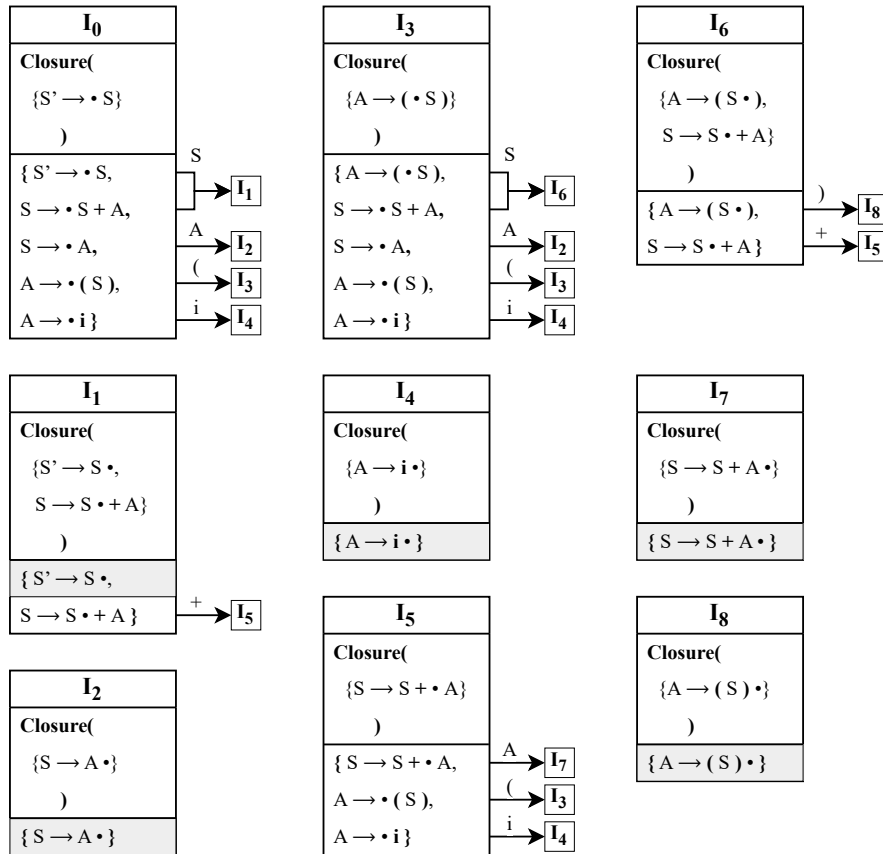 I0
Closure(
{S’ → • S}
)
{ S’ → • S,
S → • S + A,
S → • A,
A → • ( S ),
A → • i }
S
I1
A
I2
(
I3
i
I4
I3
Closure(
{A → ( • S )}
)
{ A → ( • S ),
S → • S + A,
S → • A,
A → • ( S ),
A → • i }
S
I6
A
I2
(
I3
i
I4
I6
Closure(
{A → ( S • ),
S → S • + A}
)
{ A → ( S • ),
S → S • + A }
)
I8
+
I5
I1
Closure(
{S’ → S •,
S → S • + A}
)
{ S’ → S •,
S → S • + A }
+
I5
I4
Closure(
{A → i •}
)
{ A → i • }
I7
Closure(
{S → S + A •}
)
{ S → S + A • }
I2
Closure(
{S → A •}
)
{ S → A • }
I5
Closure(
{S → S + • A}
)
{ S → S + • A,
A → • ( S ),
A → • i }
A
I7
(
I3
i
I4
I8
Closure(
{A → ( S ) •}
)
{ A → ( S ) • }